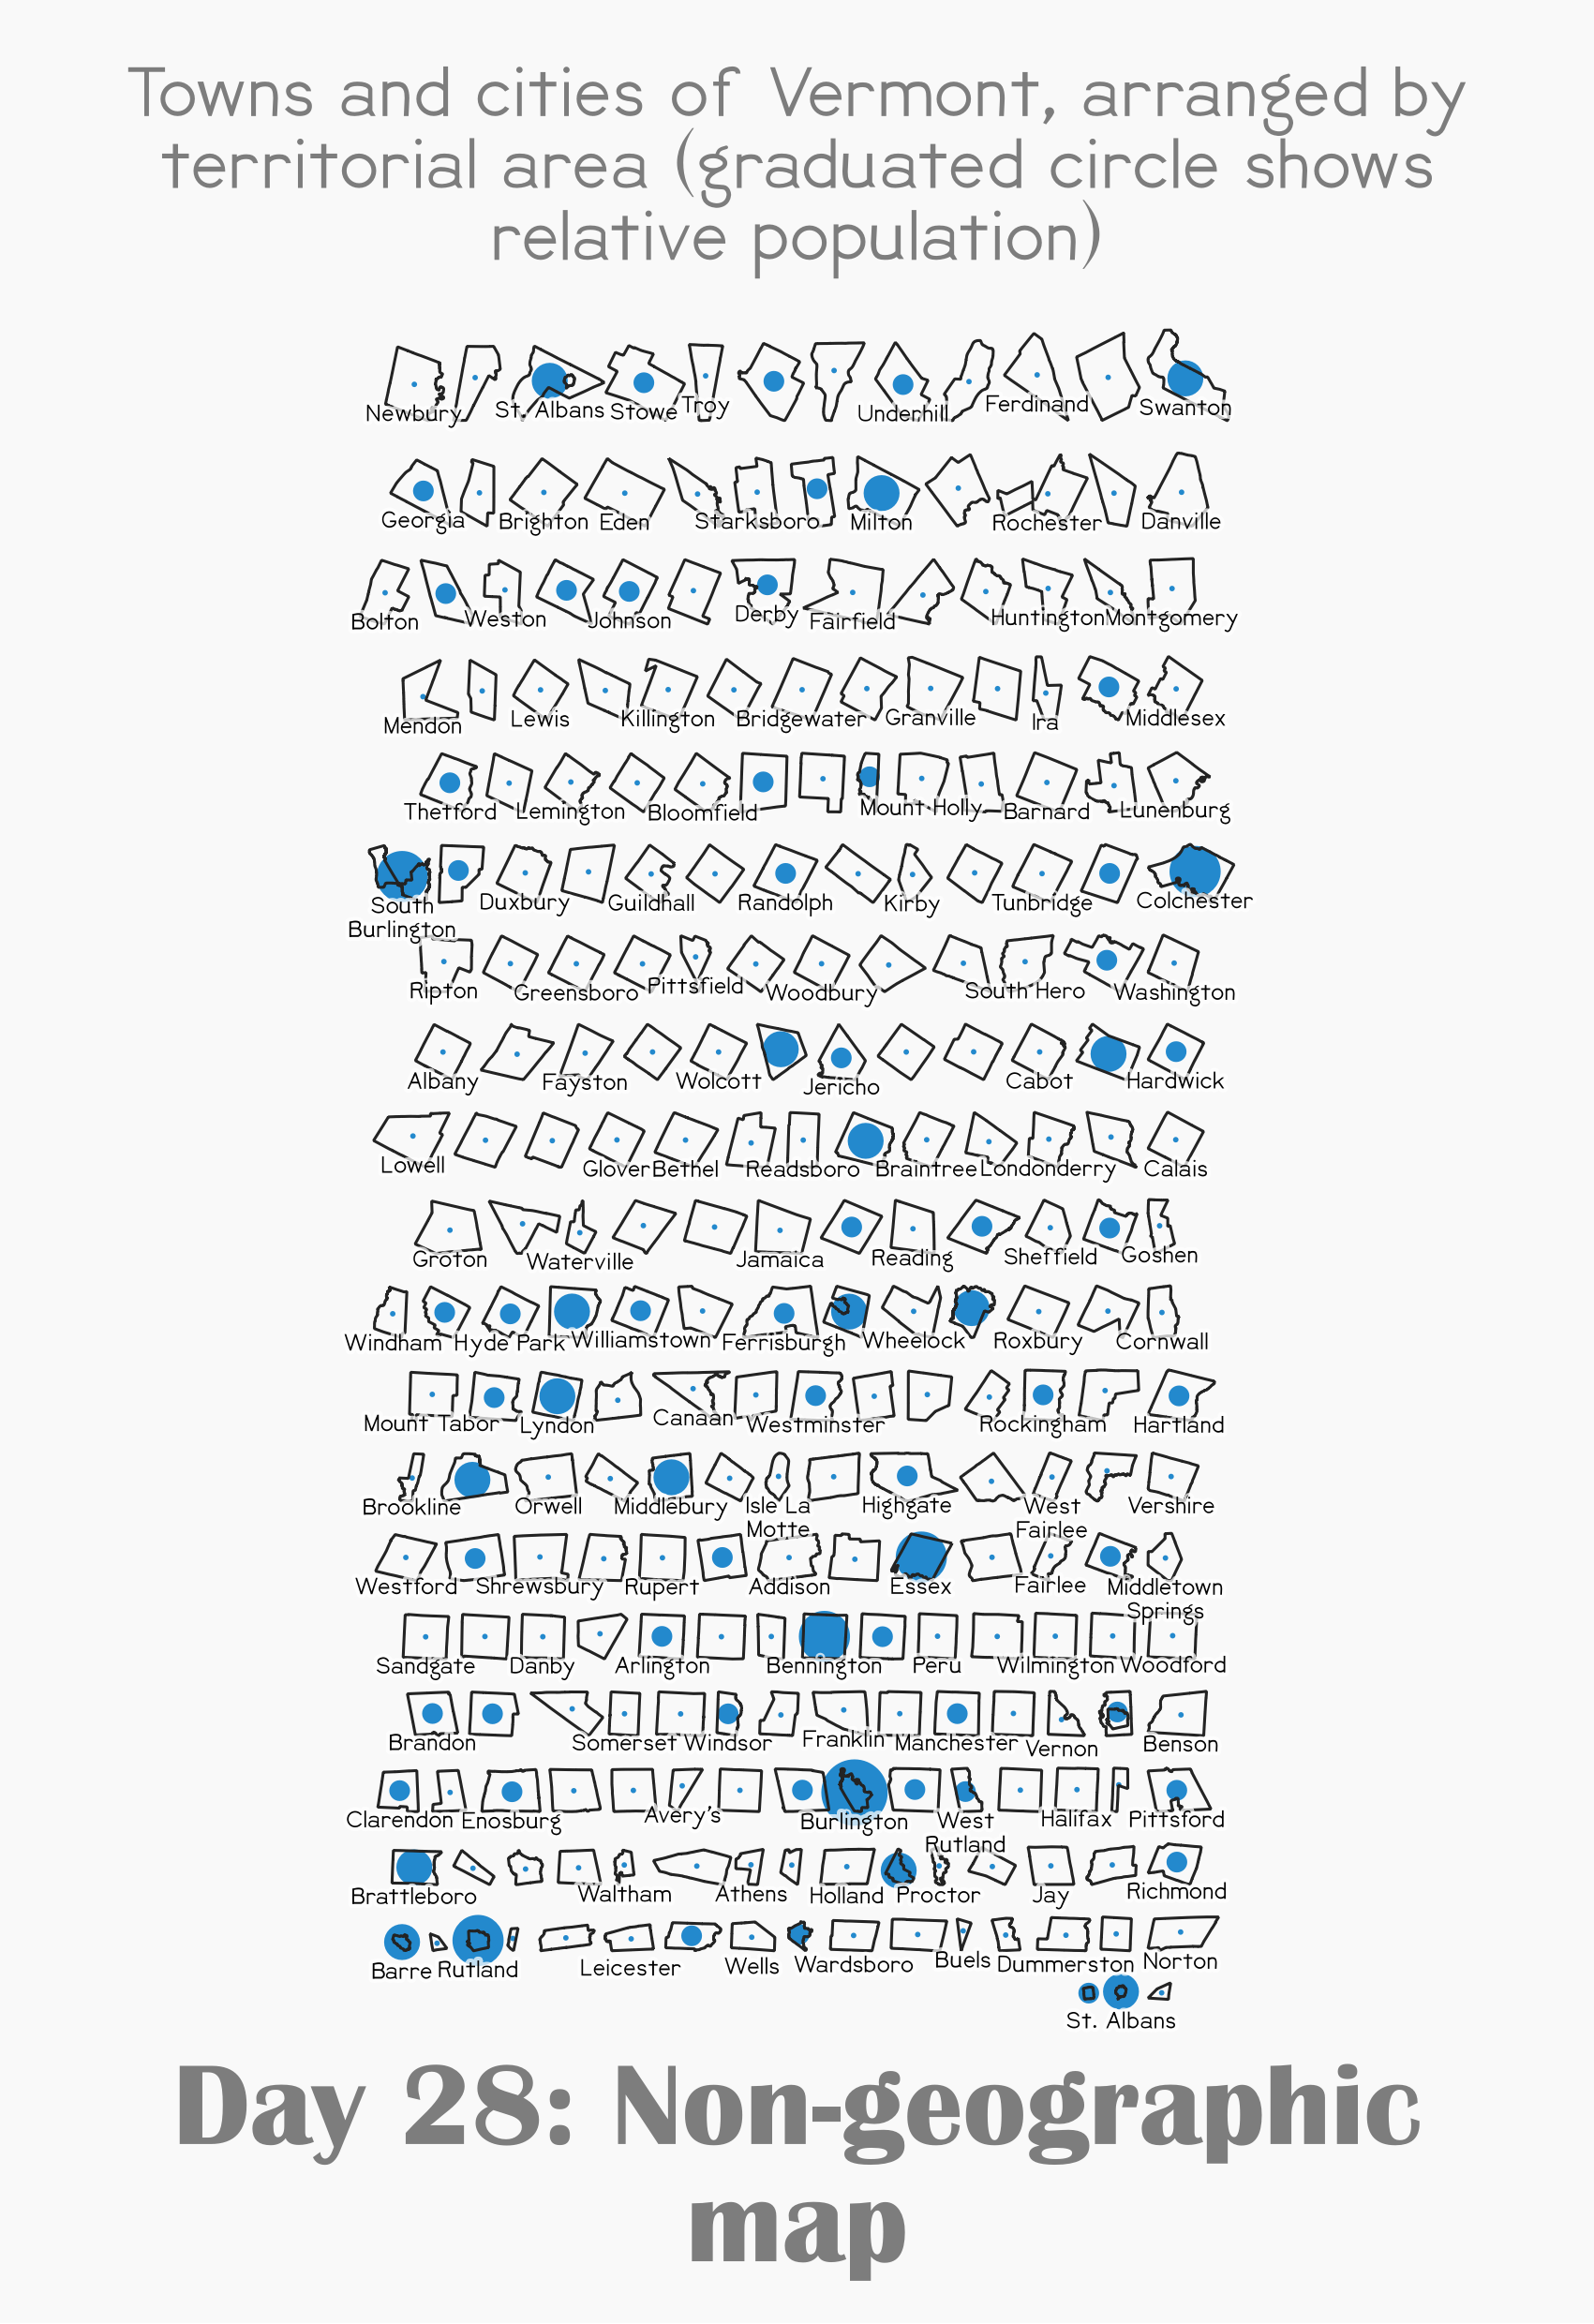 Towns and cities of Vermont, arranged by
territorial area (graduated circle shows
relative population)
Newbury St. Albans Stowe Troy Underhill Ferdinand Swanton
Georgia Brighton Eden Starksboro Milton Rochester Danville
Bolton Weston Johnson Derby Fairfield Huntington Montgomery
Mendon Lewis Killington Bridgewater Granville Ira Middlesex
Thetford Lemington Bloomfield Mount Holly Barnard Lunenburg
South Duxbury Guildhall Randolph Kirby Tunbridge Colchester
Burlington
Ripton Greensboro Pittsfield Woodbury South Hero Washington
Albany Fayston Wolcott Jericho Cabot Hardwick
Lowell Glover Bethel Readsboro Braintree Londonderry Calais
Groton Waterville Jamaica Reading Sheffield Goshen
Windham Hyde Park Williamstown Ferrisburgh Wheelock Roxbury Cornwall
Mount Tabor Lyndon Canaan Westminster Rockingham Hartland
Brookline Orwell Middlebury Isle La Highgate West Vershire
Motte Fairlee
Westford Shrewsbury Rupert Addison Essex Fairlee Middletown
Springs
Sandgate Danby Arlington Bennington Peru Wilmington Woodford
Brandon Somerset Windsor Franklin Manchester Vernon Benson
Clarendon Enosburg Avery's Burlington West Halifax Pittsford
Rutland
Brattleboro Waltham Athens Holland Proctor Jay Richmond
Barre Rutland Leicester Wells Wardsboro Buels Dummerston Norton
St. Albans
Day 28: Non-geographic
map